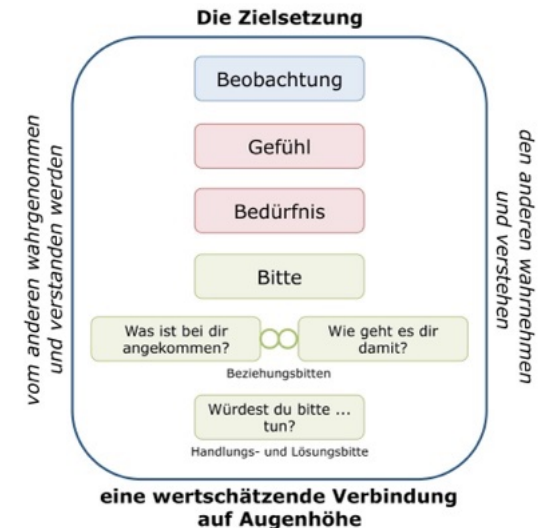 Die Zielsetzung
vom anderen wahrgenommen
und verstanden werden
Beobachtung
Gefühl
Bedürfnis
Bitte
Was ist bei dir
angekommen?
Wie geht es dir
damit?
Beziehungsbitten
Würdest du bitte ...
tun?
Handlungs- und Lösungsbitte
den anderen wahrnehmen
und verstehen
eine wertschätzende Verbindung
auf Augenhöhe